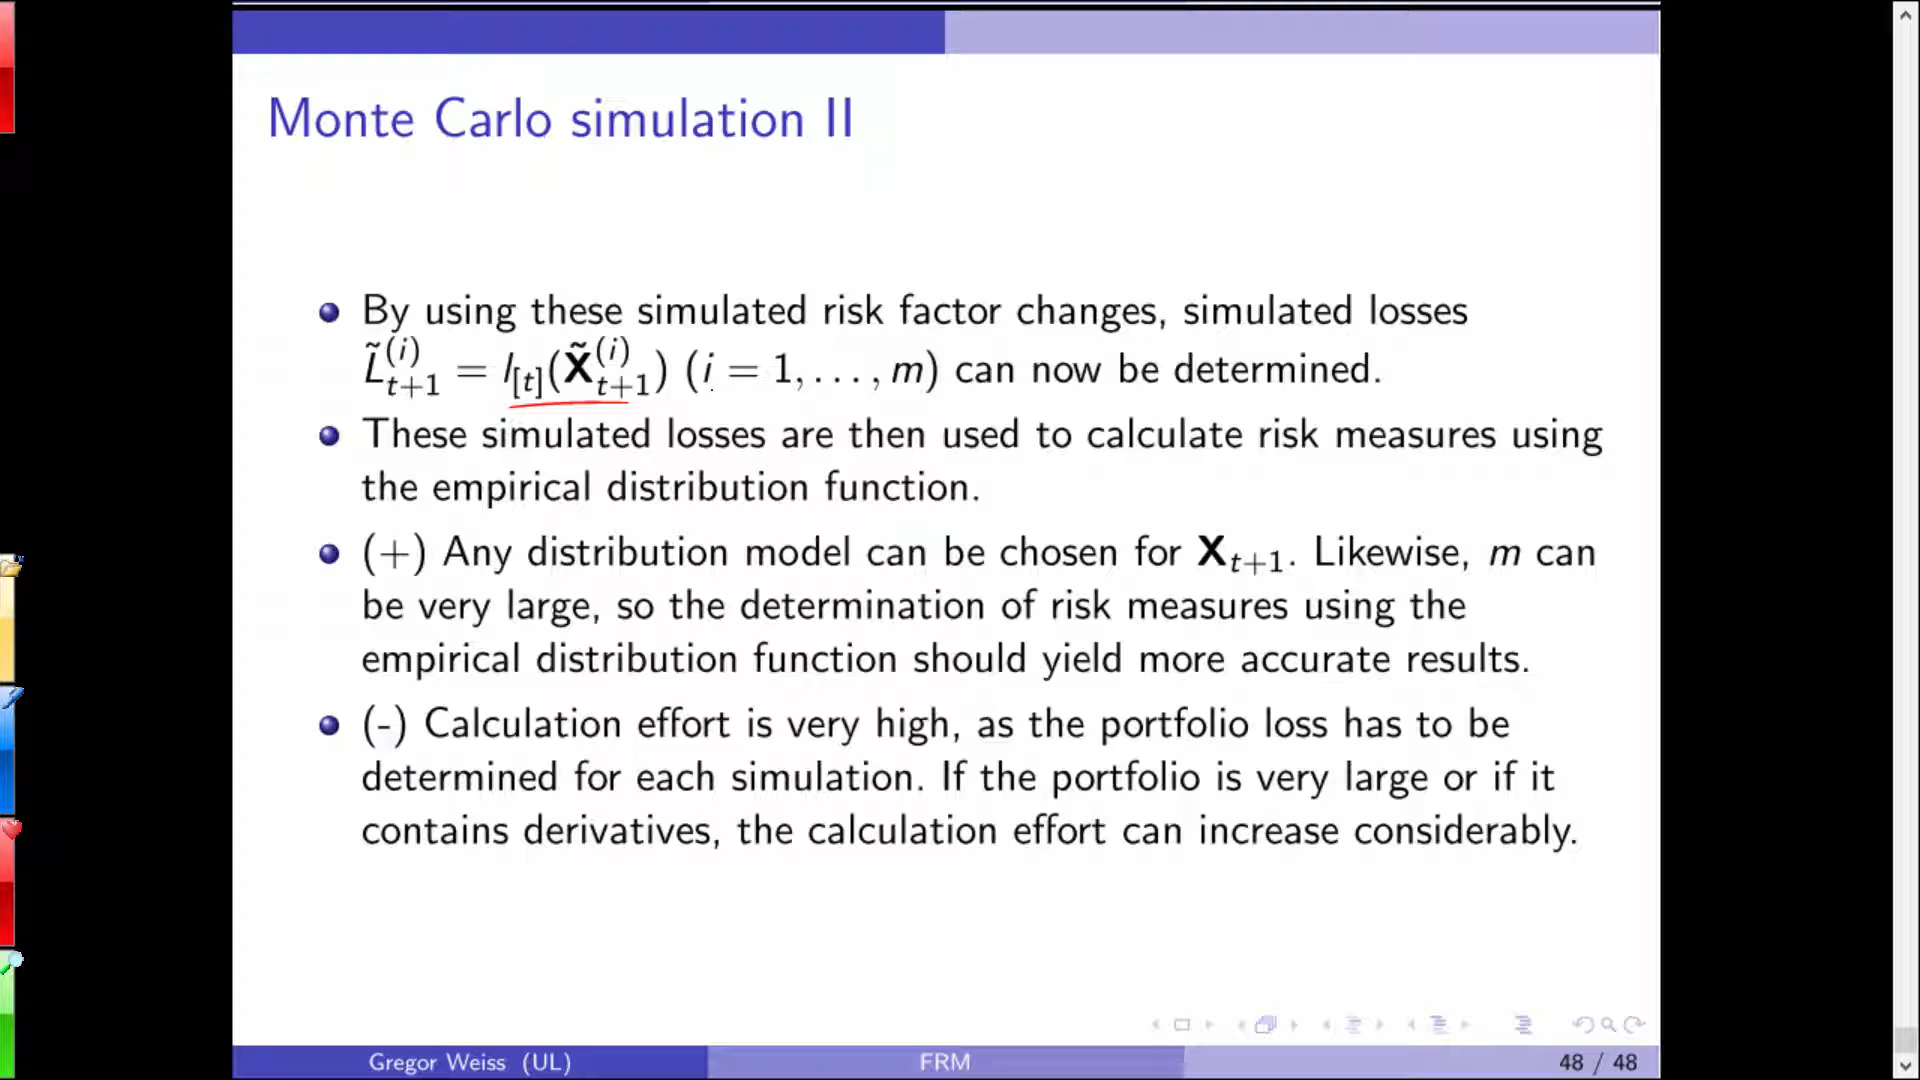 Monte Carlo simulation II
By using these simulated risk factor changes, simulated losses
L̃_{t+1}^{(i)} = l_{[t]}(X̃_{t+1}^{(i)}) (i = 1, . . . , m) can now be determined.
These simulated losses are then used to calculate risk measures using
the empirical distribution function.
(+) Any distribution model can be chosen for X_{t+1}. Likewise, m can
be very large, so the determination of risk measures using the
empirical distribution function should yield more accurate results.
(-) Calculation effort is very high, as the portfolio loss has to be
determined for each simulation. If the portfolio is very large or if it
contains derivatives, the calculation effort can increase considerably.
Gregor Weiss (UL) FRM 48 / 48